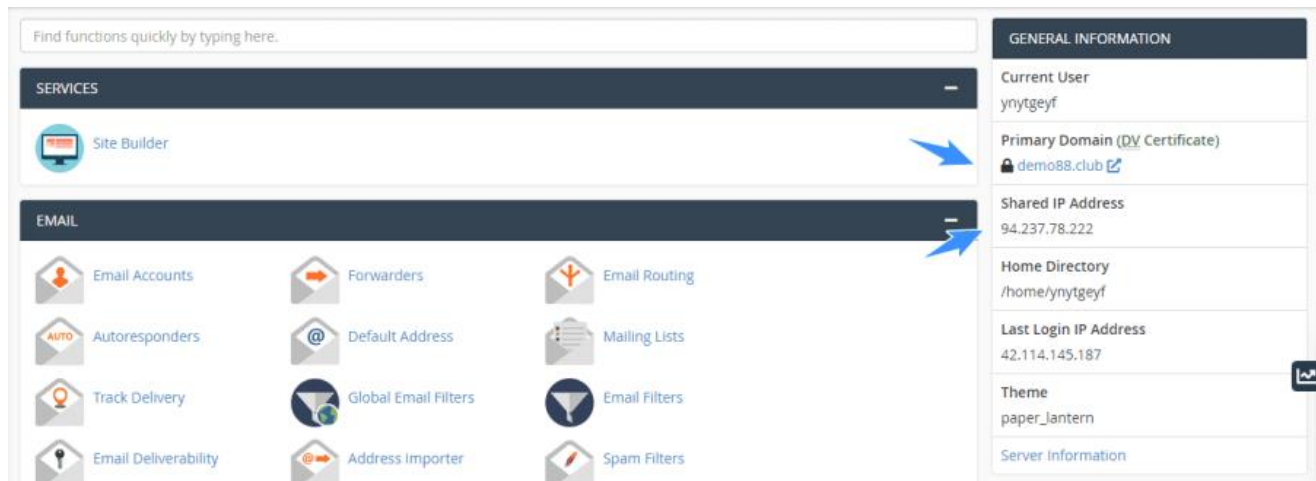 Find functions quickly by typing here.
SERVICES
Site Builder
EMAIL
Email Accounts
Forwarders
Email Routing
AUTO
Autoresponders
@
Default Address
Mailing Lists
Track Delivery
Global Email Filters
Email Filters
Email Deliverability
@
Address Importer
Spam Filters
GENERAL INFORMATION
Current User
ynytgeyf
Primary Domain (DV Certificate)
demo88.club
Shared IP Address
94.237.78.222
Home Directory
/home/ynytgeyf
Last Login IP Address
42.114.145.187
Theme
paper_lantern
Server Information